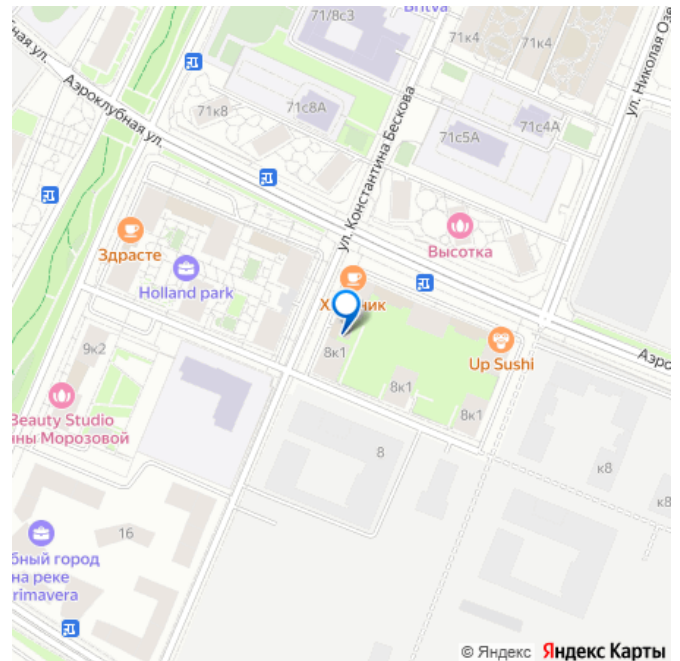 71/8с3
Britva
71к4
71к4
ул. Николая Озе
ная ул.
Аэроклубная ул.
71к8
71с8А
71с5А
71с4А
ул. Константина Бескова
Здрасте
Высотка
Holland park
Х
ник
9к2
8к1
Up Sushi
Аэро
8к1
8к1
Beauty Studio
нны Морозовой
8
к8
к8
16
бный город
на реке
rimavera
© Яндекс Яндекс Карты